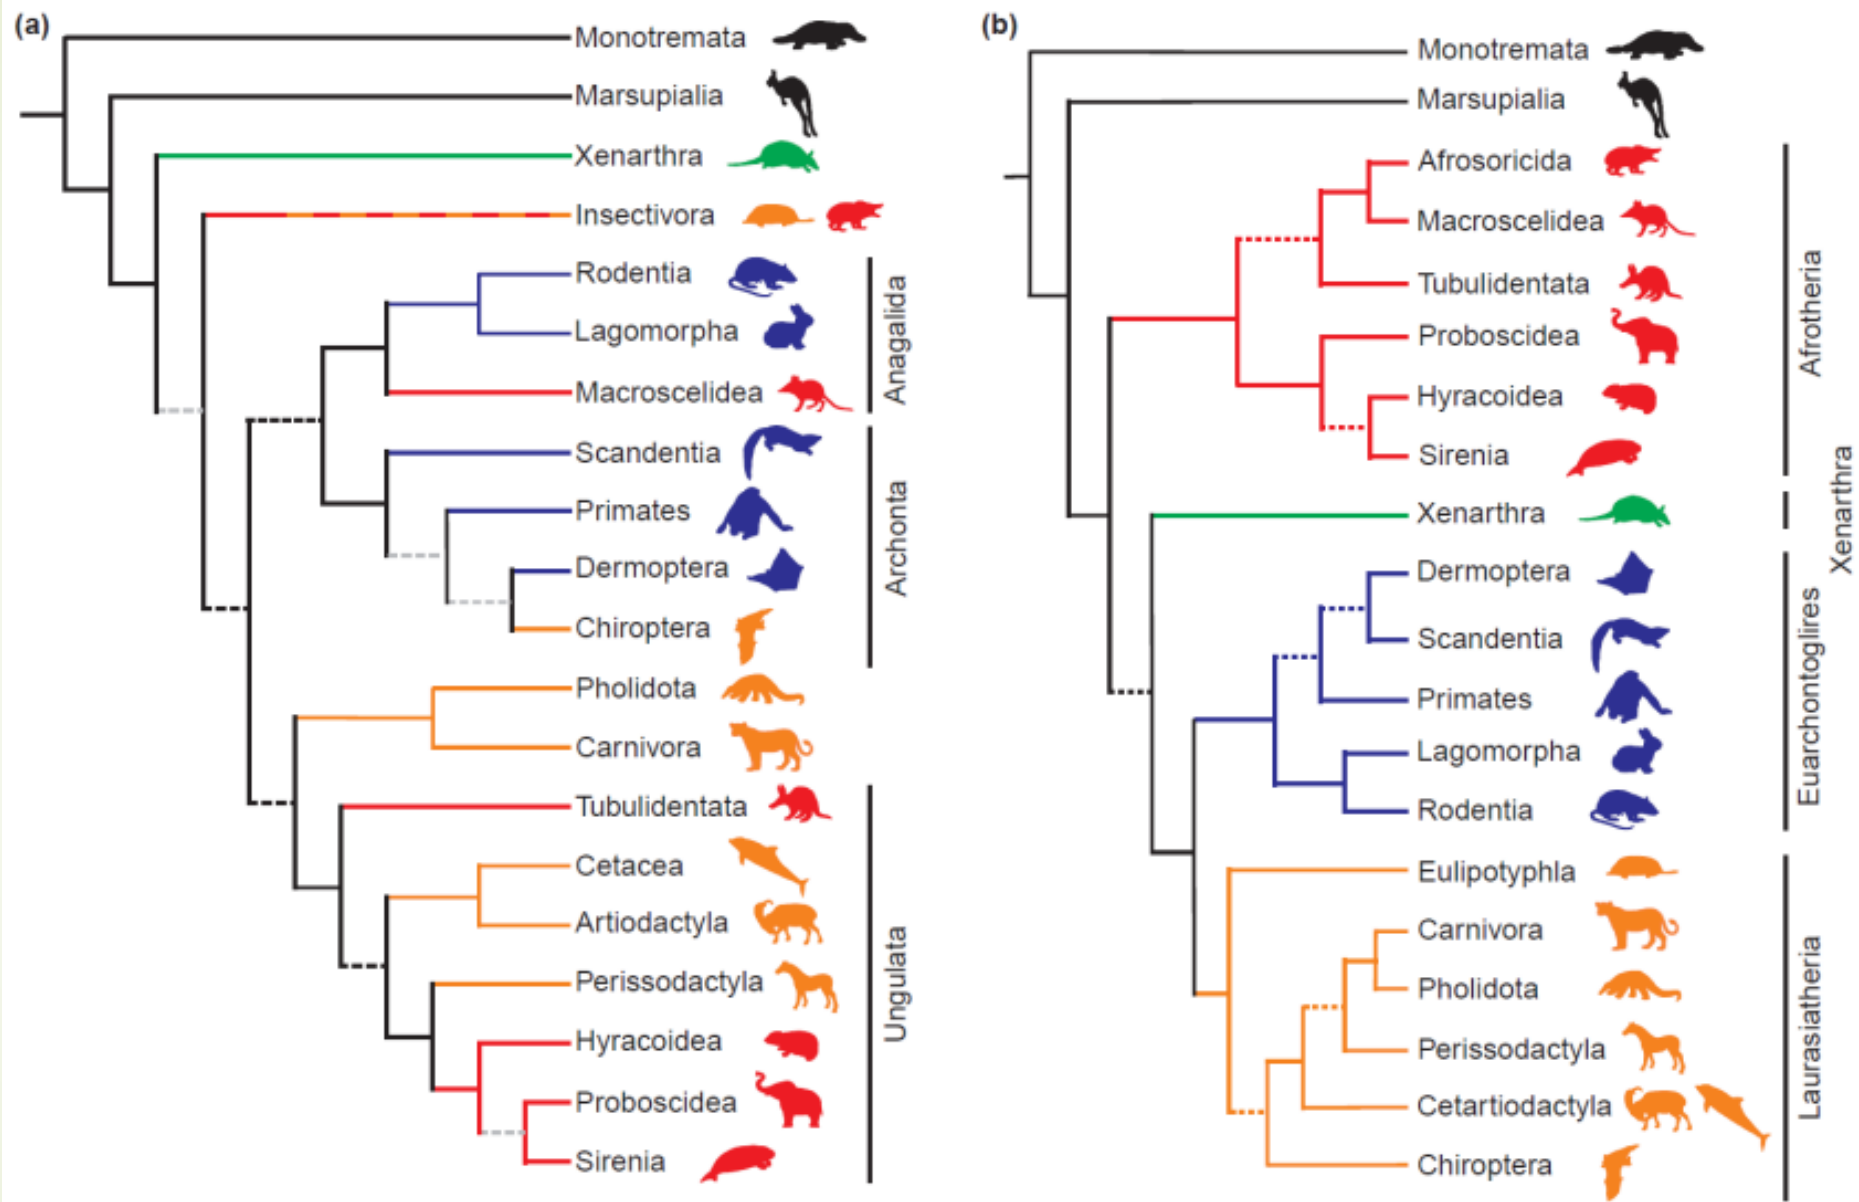 (a)
Monotremata
Marsupialia
Xenarthra
Insectivora
Rodentia
Lagomorpha
Macroscelidea
Anagalida
Scandentia
Primates
Dermoptera
Chiroptera
Archonta
Pholidota
Carnivora
Tubulidentata
Cetacea
Artiodactyla
Perissodactyla
Hyracoidea
Proboscidea
Sirenia
Ungulata
(b)
Monotremata
Marsupialia
Afrosoricida
Macroscelidea
Tubulidentata
Proboscidea
Hyracoidea
Sirenia
Afrotheria
Xenarthra
Xenarthra
Dermoptera
Scandentia
Primates
Lagomorpha
Rodentia
Euarchontoglires
Eulipotyphla
Carnivora
Pholidota
Perissodactyla
Cetartiodactyla
Chiroptera
Laurasiatheria